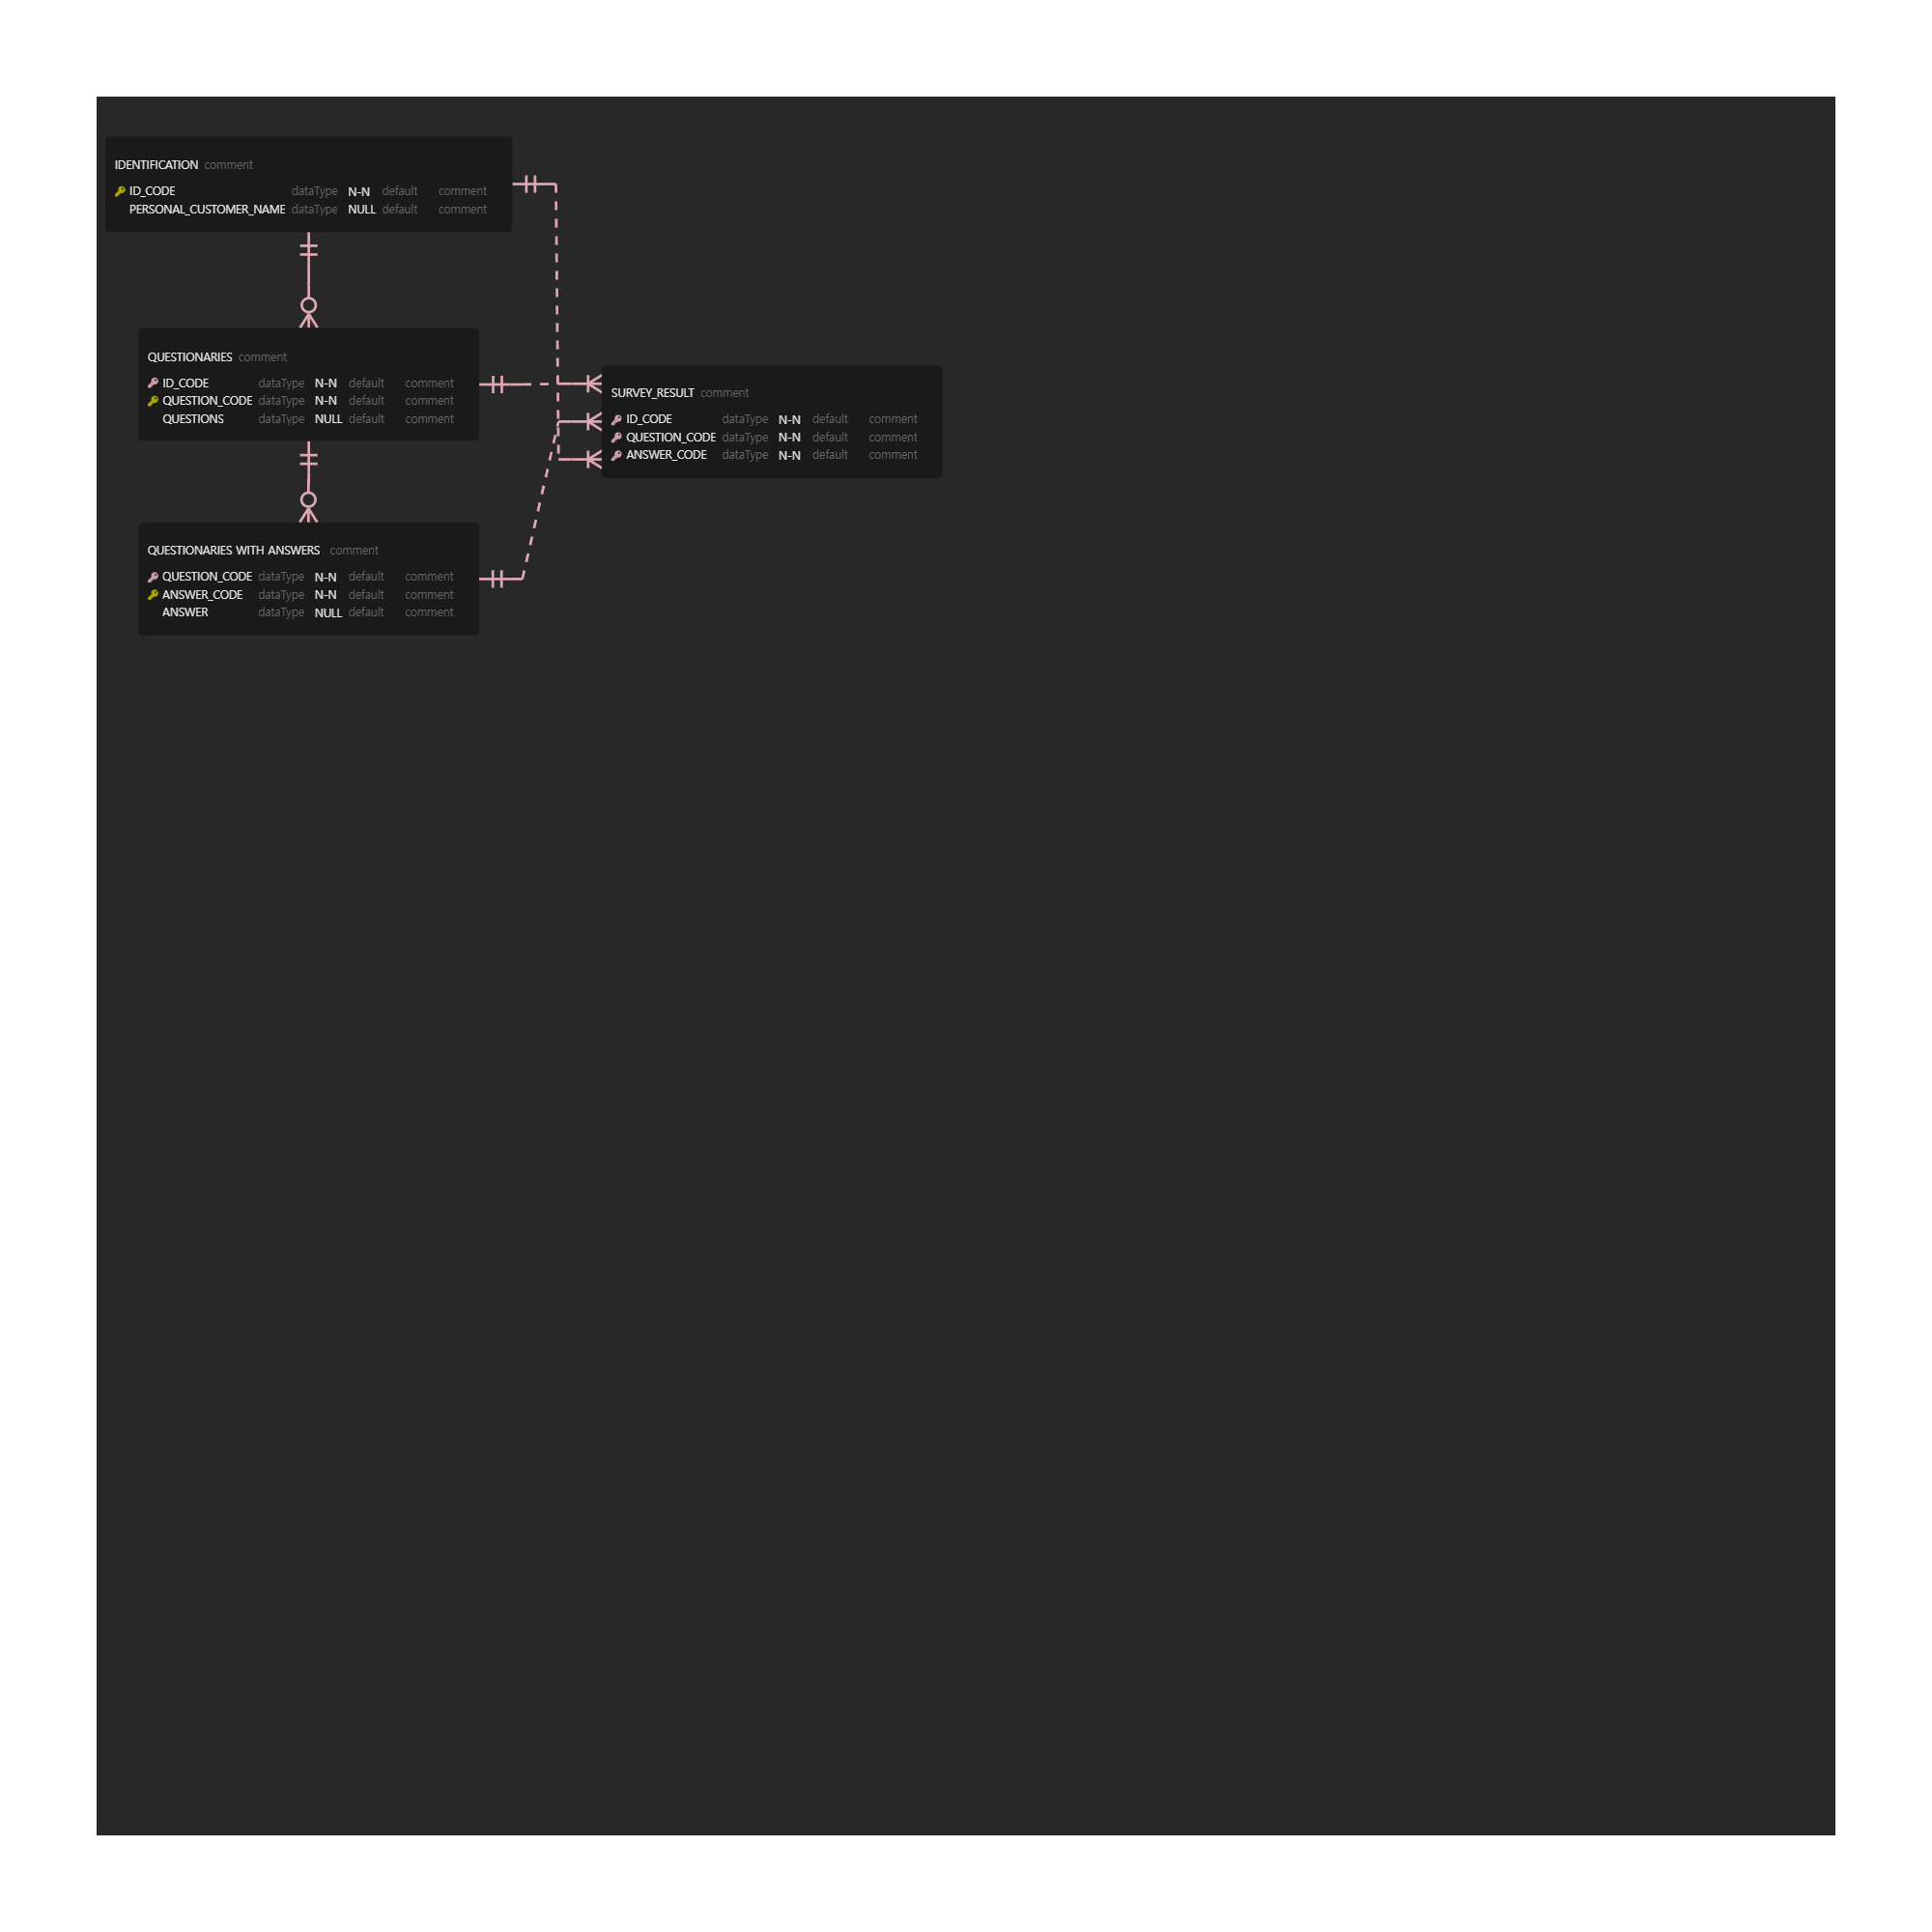 IDENTIFICATION comment
ID_CODE dataType N-N default comment
PERSONAL_CUSTOMER_NAME dataType NULL default comment
QUESTIONARIES comment
ID_CODE dataType N-N default comment
QUESTION_CODE dataType N-N default comment
QUESTIONS dataType NULL default comment
SURVEY_RESULT comment
ID_CODE dataType N-N default comment
QUESTION_CODE dataType N-N default comment
ANSWER_CODE dataType N-N default comment
QUESTIONARIES WITH ANSWERS comment
QUESTION_CODE dataType N-N default comment
ANSWER_CODE dataType N-N default comment
ANSWER dataType NULL default comment